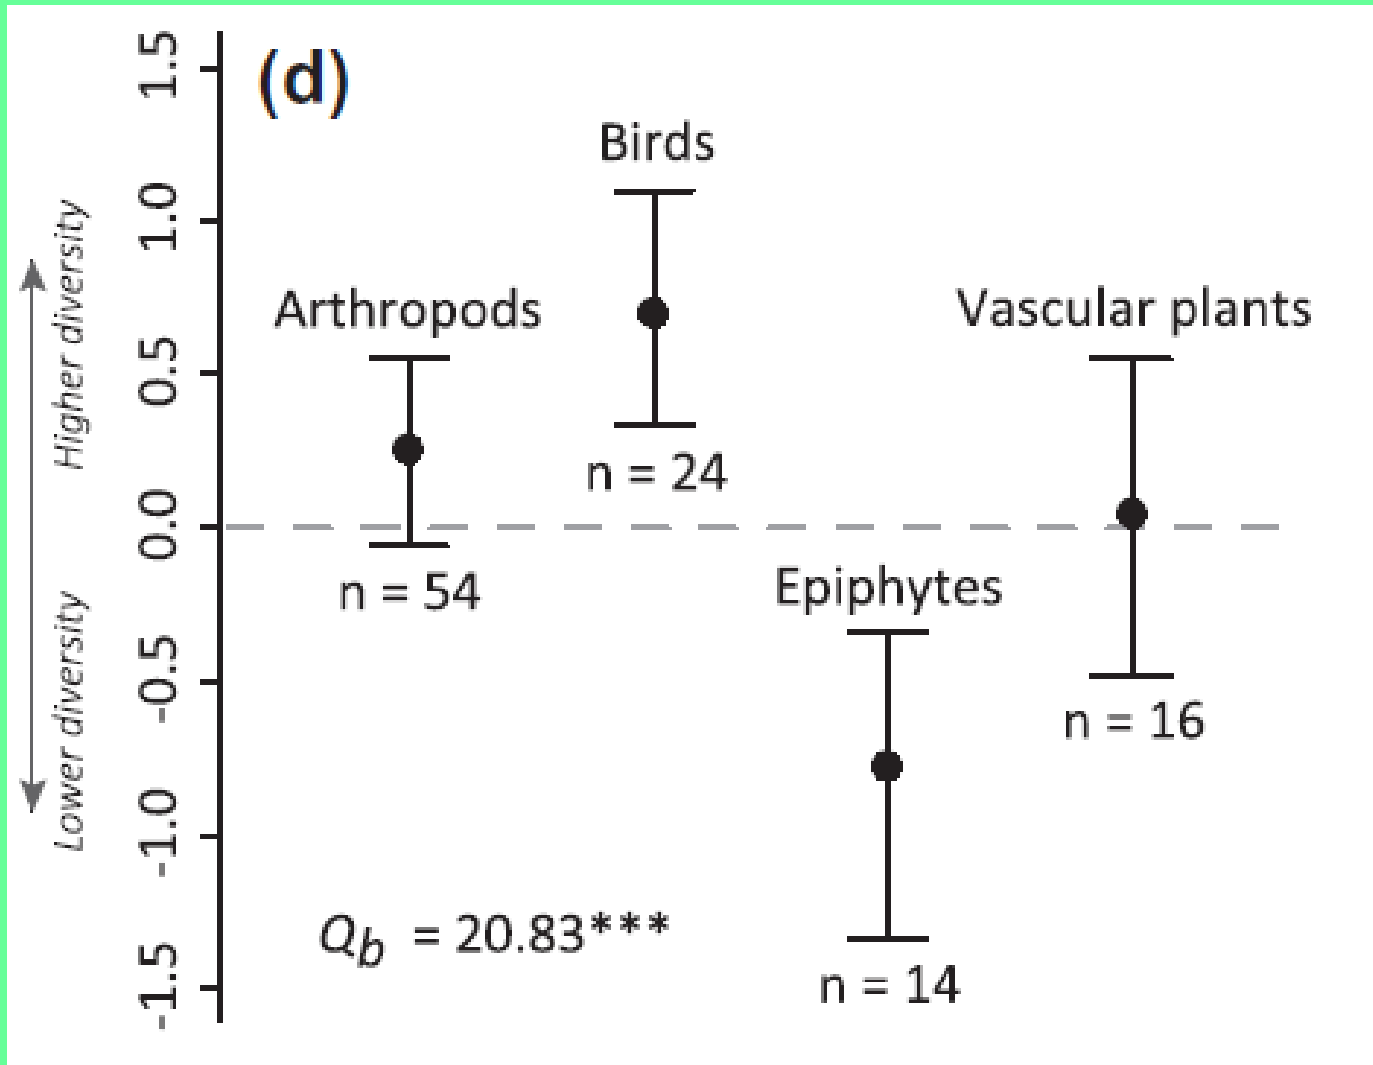 (d)
1.5
1.0
0.5
0.0
-0.5
-1.0
-1.5
Higher diversity
Lower diversity
Birds
n = 24
Arthropods
n = 54
Vascular plants
n = 16
Epiphytes
n = 14
Qb = 20.83***